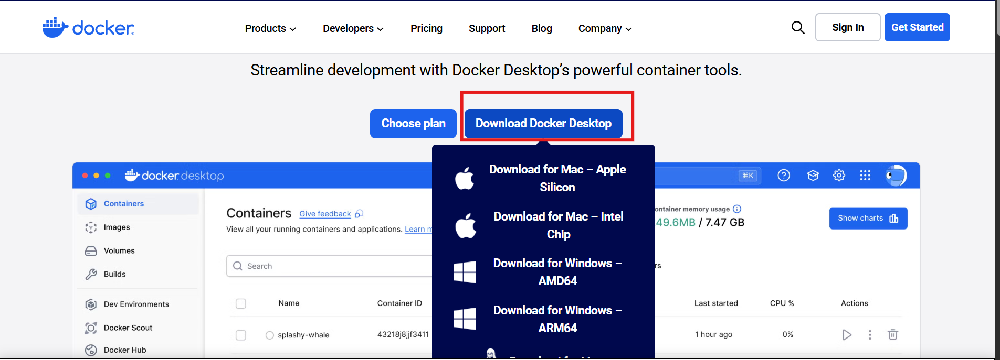 docker
Products
Developers
Pricing
Support
Blog
Company
Sign In
Get Started
Streamline development with Docker Desktop’s powerful container tools.
Choose plan
Download Docker Desktop
Download for Mac – Apple
Silicon
Download for Mac – Intel
Chip
Download for Windows –
AMD64
Download for Windows –
ARM64
docker desktop
⌘K
Containers
Images
Volumes
Builds
Dev Environments
Docker Scout
Docker Hub
Containers Give feedback
View all your running containers and applications. Learn
ontainer memory usage
49.6MB / 7.47 GB
Show charts
Search
rs
Name Container ID Last started CPU % Actions
splashy-whale 43218j8jjf3411 1 hour ago 0%